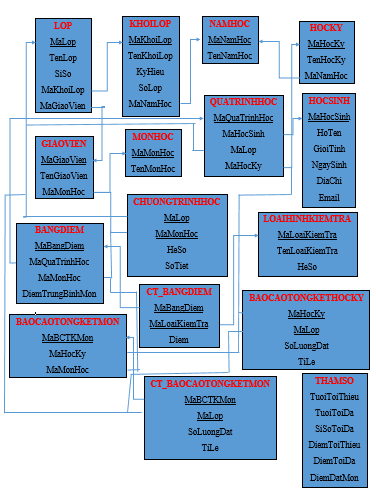 LOP
MaLop
TenLop
SiSo
MaKhoiLop
MaGiaoVien
KHOILOP
MaKhoiLop
TenKhoiLop
KyHieu
SoLop
MaNamHoc
NAMHOC
MaNamHoc
TenNamHoc
HOCKY
MaHocKy
TenHocKy
MaNamHoc
QUATRINHHOC
MaQuaTrinhHoc
MaHocSinh
MaLop
MaHocKy
HOCSINH
MaHocSinh
HoTen
GioiTinh
NgaySinh
DiaChi
Email
GIAOVIEN
MaGiaoVien
TenGiaoVien
MaMonHoc
MONHOC
MaMonHoc
TenMonHoc
CHUONGTRINHHOC
MaLop
MaMonHoc
HeSo
SoTiet
LOAIHINHKIEMTRA
MaLoaiKiemTra
TenLoaiKiemTra
HeSo
BANGDIEM
MaBangDiem
MaQuaTrinhHoc
MaMonHoc
DiemTrungBinhMon
CT_BANGDIEM
MaBangDiem
MaLoaiKiemTra
Diem
BAOCAOTONGKETHOCKY
MaHocKy
MaLop
SoLuongDat
TiLe
BAOCAOTONGKETMON
MaBCTKMon
MaHocKy
MaMonHoc
CT_BAOCAOTONGKETMON
MaBCTKMon
MaLop
SoLuongDat
TiLe
THAMSO
TuoiToiThieu
TuoiToiDa
SiSoToiDa
DiemToiThieu
DiemToiDa
DiemDatMon